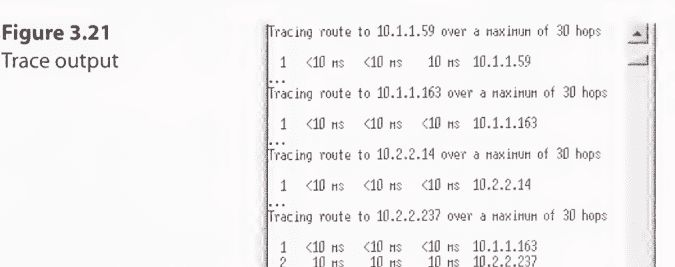 Figure 3.21
Trace output
Tracing route to 10.1.1.59 over a maximum of 30 hops
1 <10 ms <10 ms 10 ms 10.1.1.59
...
Tracing route to 10.1.1.163 over a maximum of 30 hops
1 <10 ms <10 ms <10 ms 10.1.1.163
...
Tracing route to 10.2.2.14 over a maximum of 30 hops
1 <10 ms <10 ms <10 ms 10.2.2.14
...
Tracing route to 10.2.2.237 over a maximum of 30 hops
1 <10 ms <10 ms <10 ms 10.1.1.163
2 10 ms 10 ms 10 ms 10.2.2.237